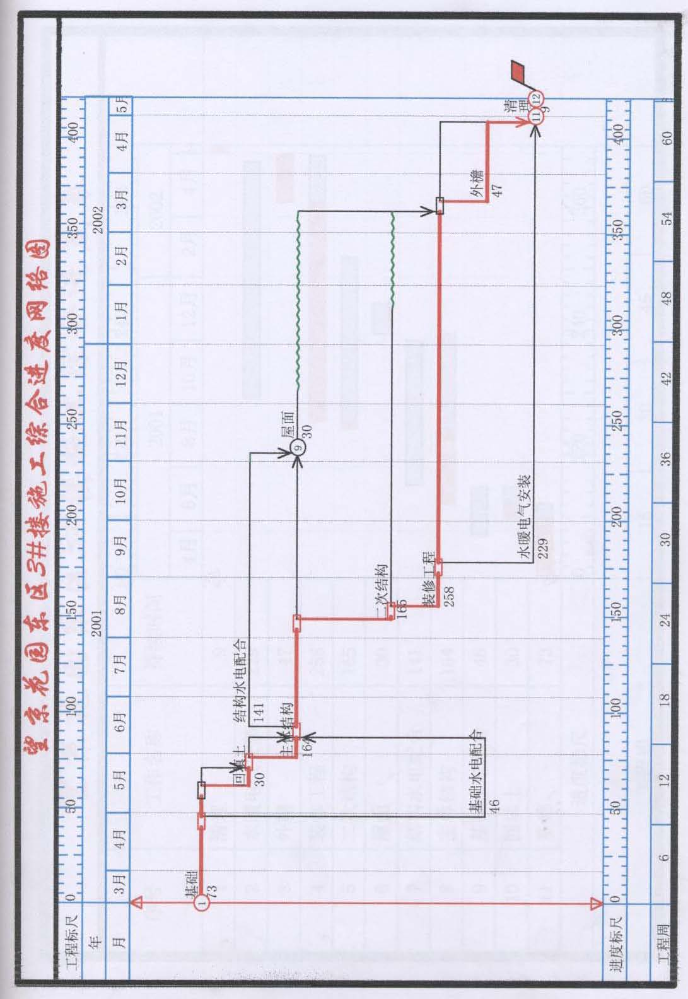 望京花园东区3#楼施工综合进度网络图
工程标尺 0 50 100 150 200 250 300 350 400
年 2001 2002
月 3月 4月 5月 6月 7月 8月 9月 10月 11月 12月 1月 2月 3月 4月 5月
1
基础
73
回填土
30
结构水电配合
141
主体结构
164
9
屋面
30
二次结构
165
装修工程
258
基础水电配合
46
外檐
47
水暖电气安装
229
清理
9
11
12
进度标尺 0 50 100 150 200 250 300 350 400
工程周 6 12 18 24 30 36 42 48 54 60